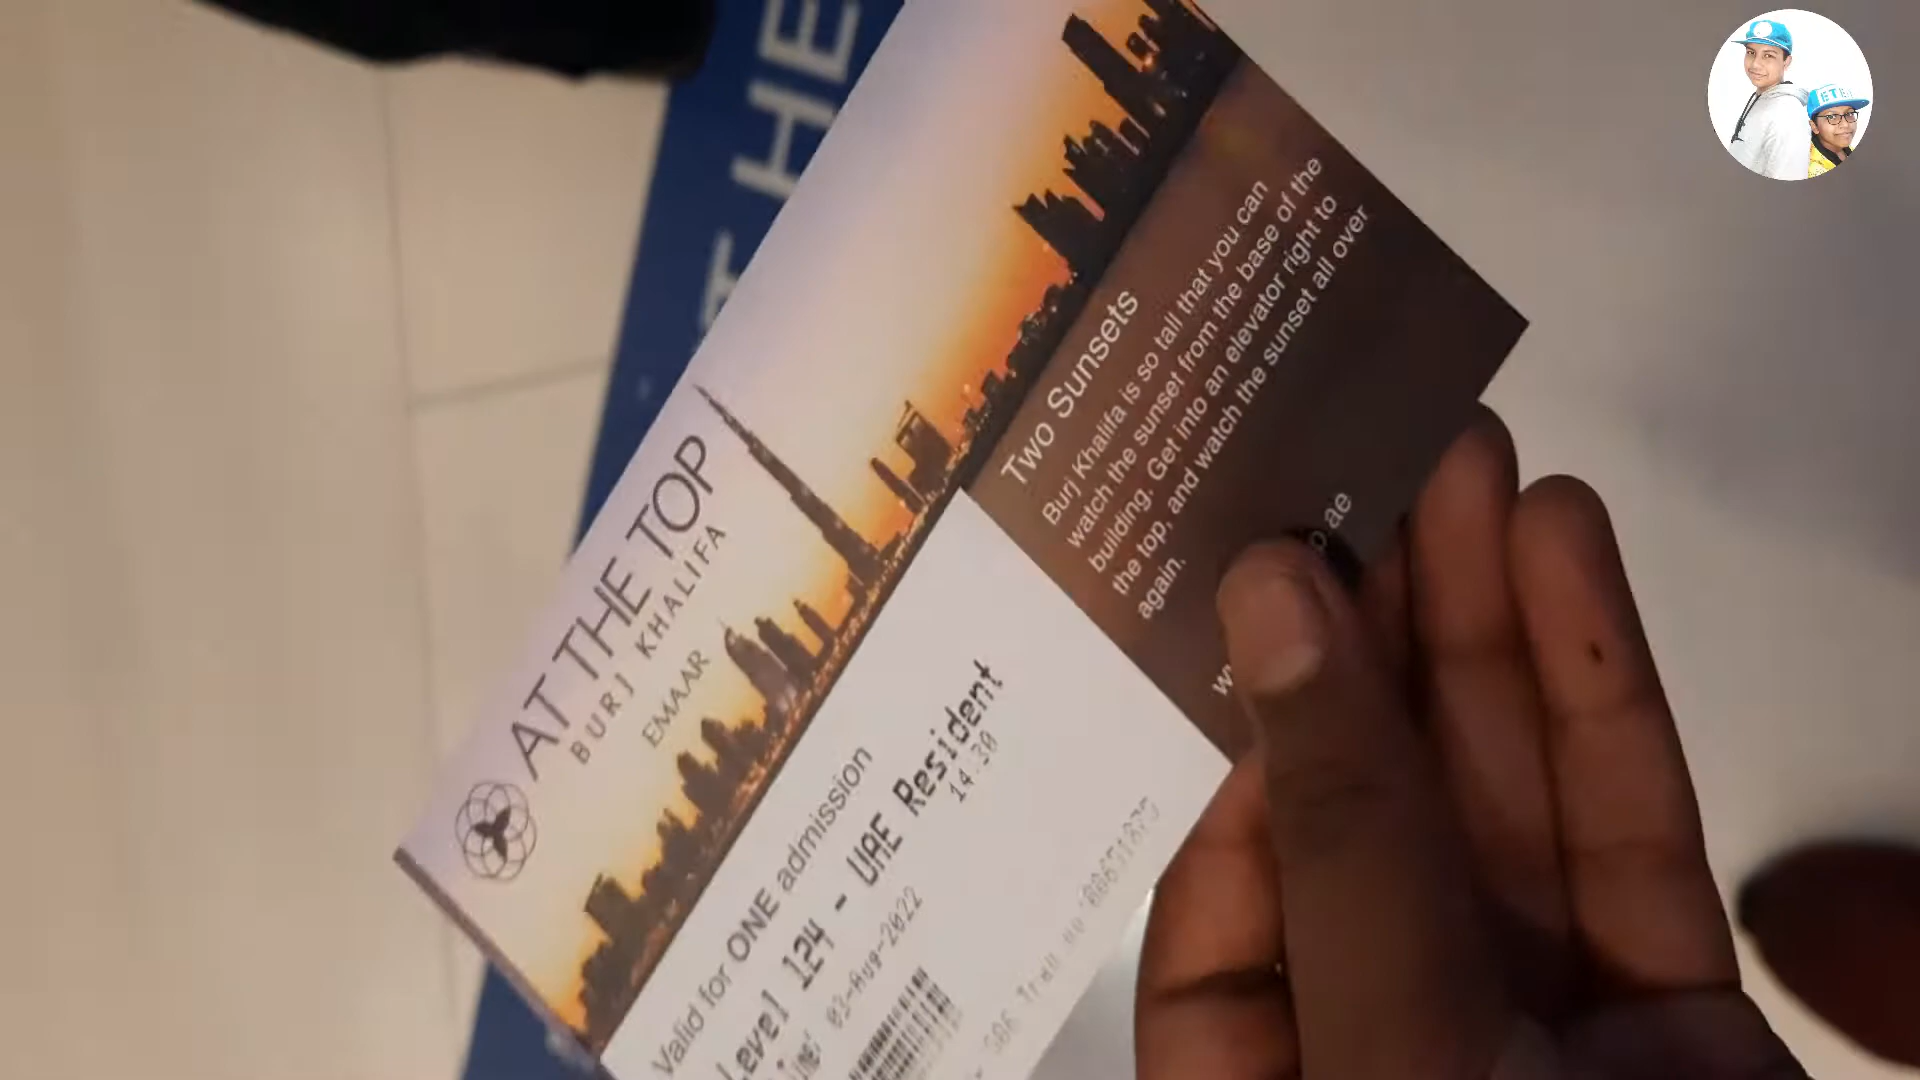 AT THE TOP
BURJ KHALIFA
EMAAR
Two Sunsets
Burj Khalifa is so tall that you can
watch the sunset from the base of the
building. Get into an elevator right to
the top, and watch the sunset all over
again.
Valid for ONE admission
Level 124 - UAE Resident
03-Aug-2022
14:30
HE